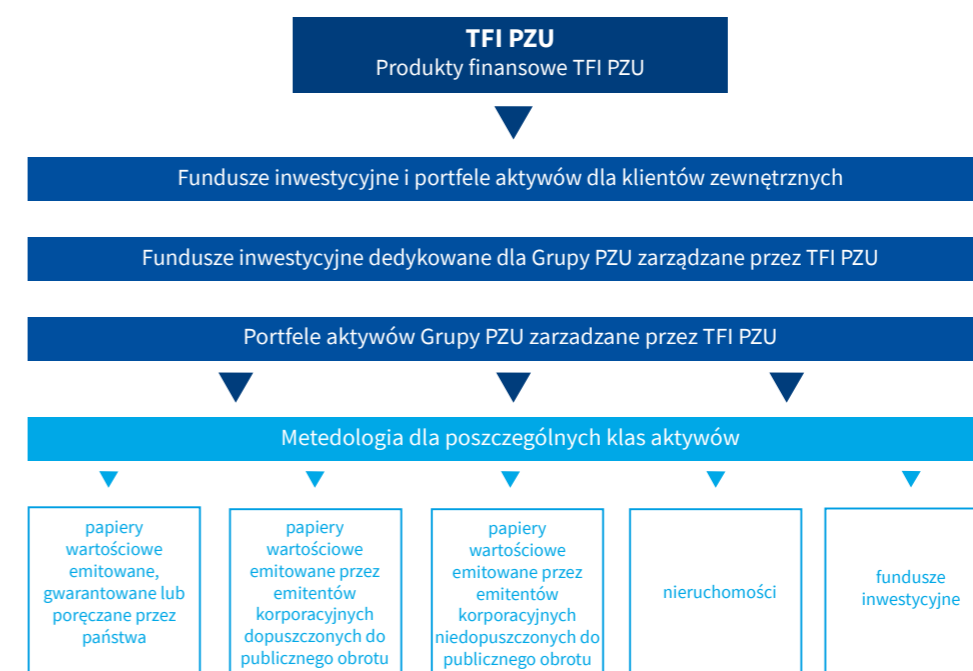 TFI PZU
Produkty finansowe TFI PZU
Fundusze inwestycyjne i portfele aktywów dla klientów zewnętrznych
Fundusze inwestycyjne dedykowane dla Grupy PZU zarządzane przez TFI PZU
Portfele aktywów Grupy PZU zarzadzane przez TFI PZU
Metedologia dla poszczególnych klas aktywów
papiery
wartościowe
emitowane,
gwarantowane lub
poręczane przez
państwa
papiery
wartościowe
emitowane przez
emitentów
korporacyjnych
dopuszczonych do
publicznego obrotu
papiery
wartościowe
emitowane przez
emitentów
korporacyjnych
niedopuszczonych do
publicznego obrotu
nieruchomości
fundusze
inwestycyjne